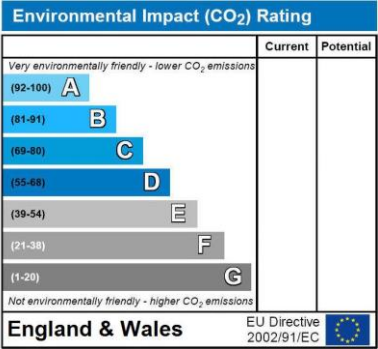 Environmental Impact (CO₂) Rating
Current Potential
Very environmentally friendly - lower CO₂ emissions
(92-100) A
(81-91) B
(69-80) C
(55-68) D
(39-54) E
(21-38) F
(1-20) G
Not environmentally friendly - higher CO₂ emissions
England & Wales
EU Directive
2002/91/EC